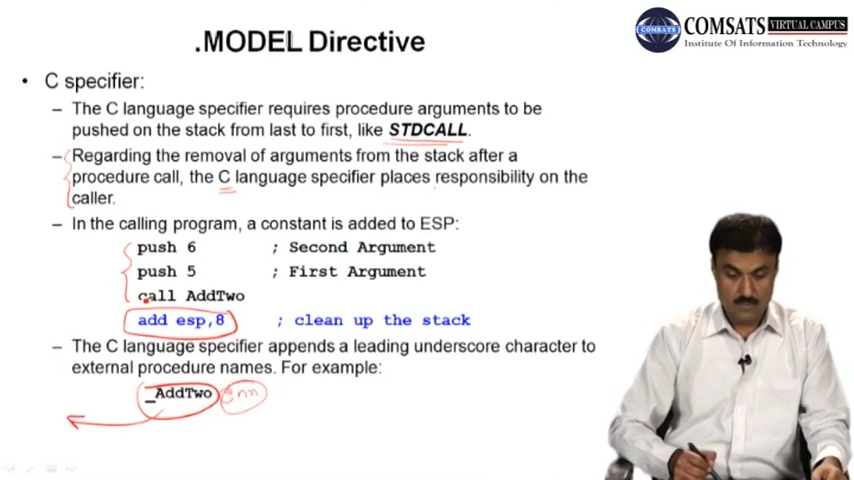 .MODEL Directive
COMSATS VIRTUAL CAMPUS
COMSATS
Institute Of Information Technology
• C specifier:
– The C language specifier requires procedure arguments to be
pushed on the stack from last to first, like STDCALL.
– Regarding the removal of arguments from the stack after a
procedure call, the C language specifier places responsibility on the
caller.
– In the calling program, a constant is added to ESP:
push 6 ; Second Argument
push 5 ; First Argument
call AddTwo
add esp,8 ; clean up the stack
– The C language specifier appends a leading underscore character to
external procedure names. For example:
_AddTwo